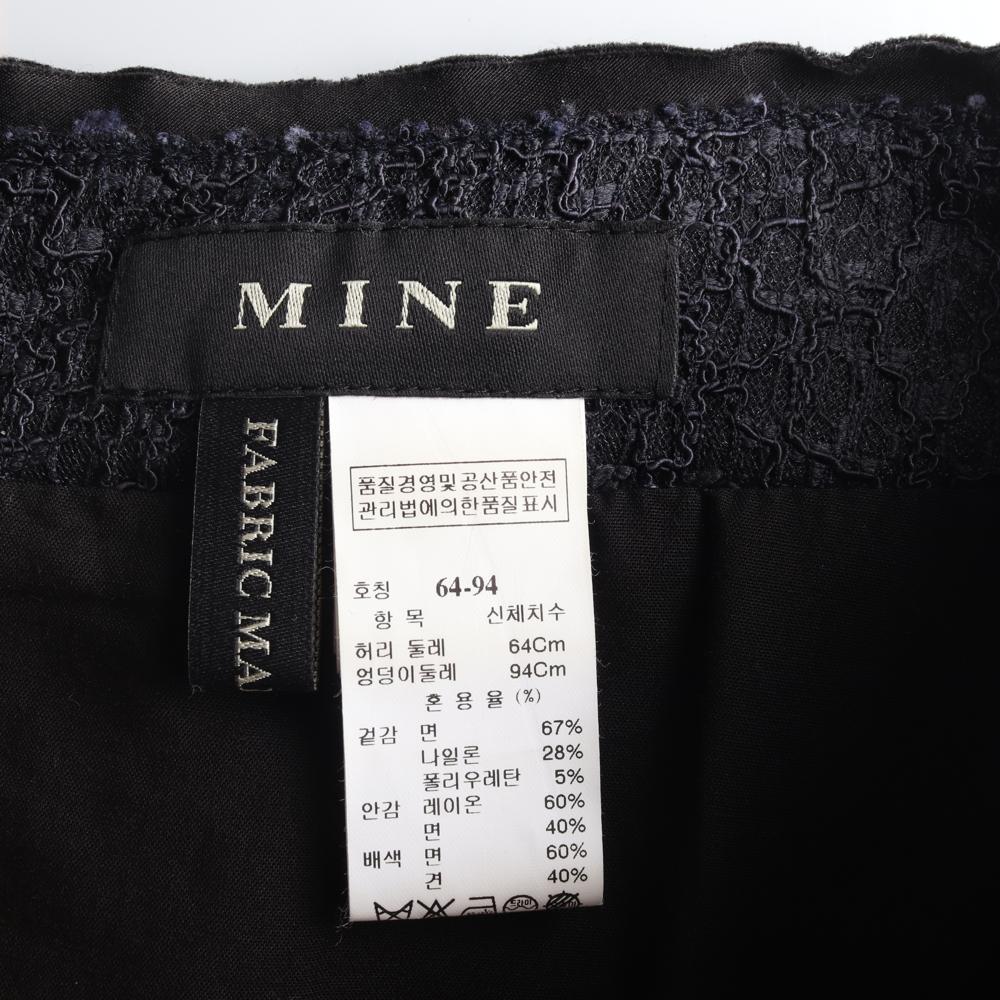 MINE
FABRIC MA
품질경영및공산품안전
관리법에의한품질표시
호칭 64-94
항 목 신체치수
허리 둘레 64Cm
엉덩이둘레 94Cm
혼 용 율 (%)
겉감 면 67%
나일론 28%
폴리우레탄 5%
안감 레이온 60%
면 40%
배색 면 60%
견 40%
드라이